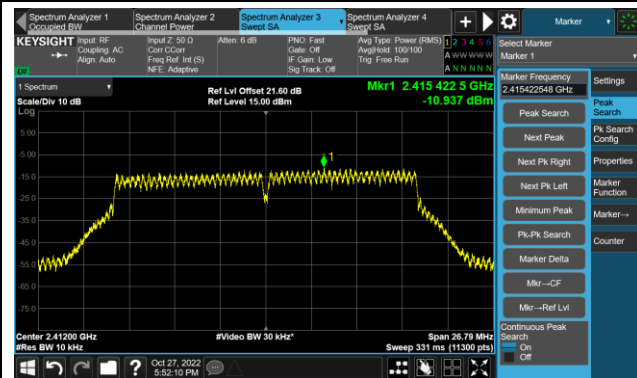 Spectrum Analyzer 1
Occupied BW
Spectrum Analyzer 2
Channel Power
Spectrum Analyzer 3
Swept SA
Spectrum Analyzer 4
Swept SA
Marker
KEYSIGHT
Input: RF
Coupling: AC
Align: Auto
Input Z: 50 Ω
Corr CCorr
Freq Ref: Int (S)
NFE: Adaptive
Atten: 6 dB
PNO: Fast
Gate: Off
IF Gain: Low
Sig Track: Off
Avg Type: Power (RMS)
Avg|Hold: 100/100
Trig: Free Run
1 2 3 4 5 6
A W W W W W
A N N N N N
Select Marker
Marker 1
1 Spectrum
Scale/Div 10 dB
Log
Ref Lvl Offset 21.60 dB
Ref Level 15.00 dBm
Mkr1 2.415 422 5 GHz
-10.937 dBm
1
5.00
-5.00
-15.0
-25.0
-35.0
-45.0
-55.0
-65.0
-75.0
Center 2.41200 GHz
#Res BW 10 kHz
#Video BW 30 kHz*
Span 26.79 MHz
Sweep 331 ms (11300 pts)
Marker Frequency
2.415422548 GHz
Peak Search
Next Peak
Next Pk Right
Next Pk Left
Minimum Peak
Pk-Pk Search
Marker Delta
Mkr→CF
Mkr→Ref Lvl
Continuous Peak
Search
On
Off
Settings
Peak
Search
Pk Search
Config
Properties
Marker
Function
Marker→
Counter
Oct 27, 2022
5:52:10 PM